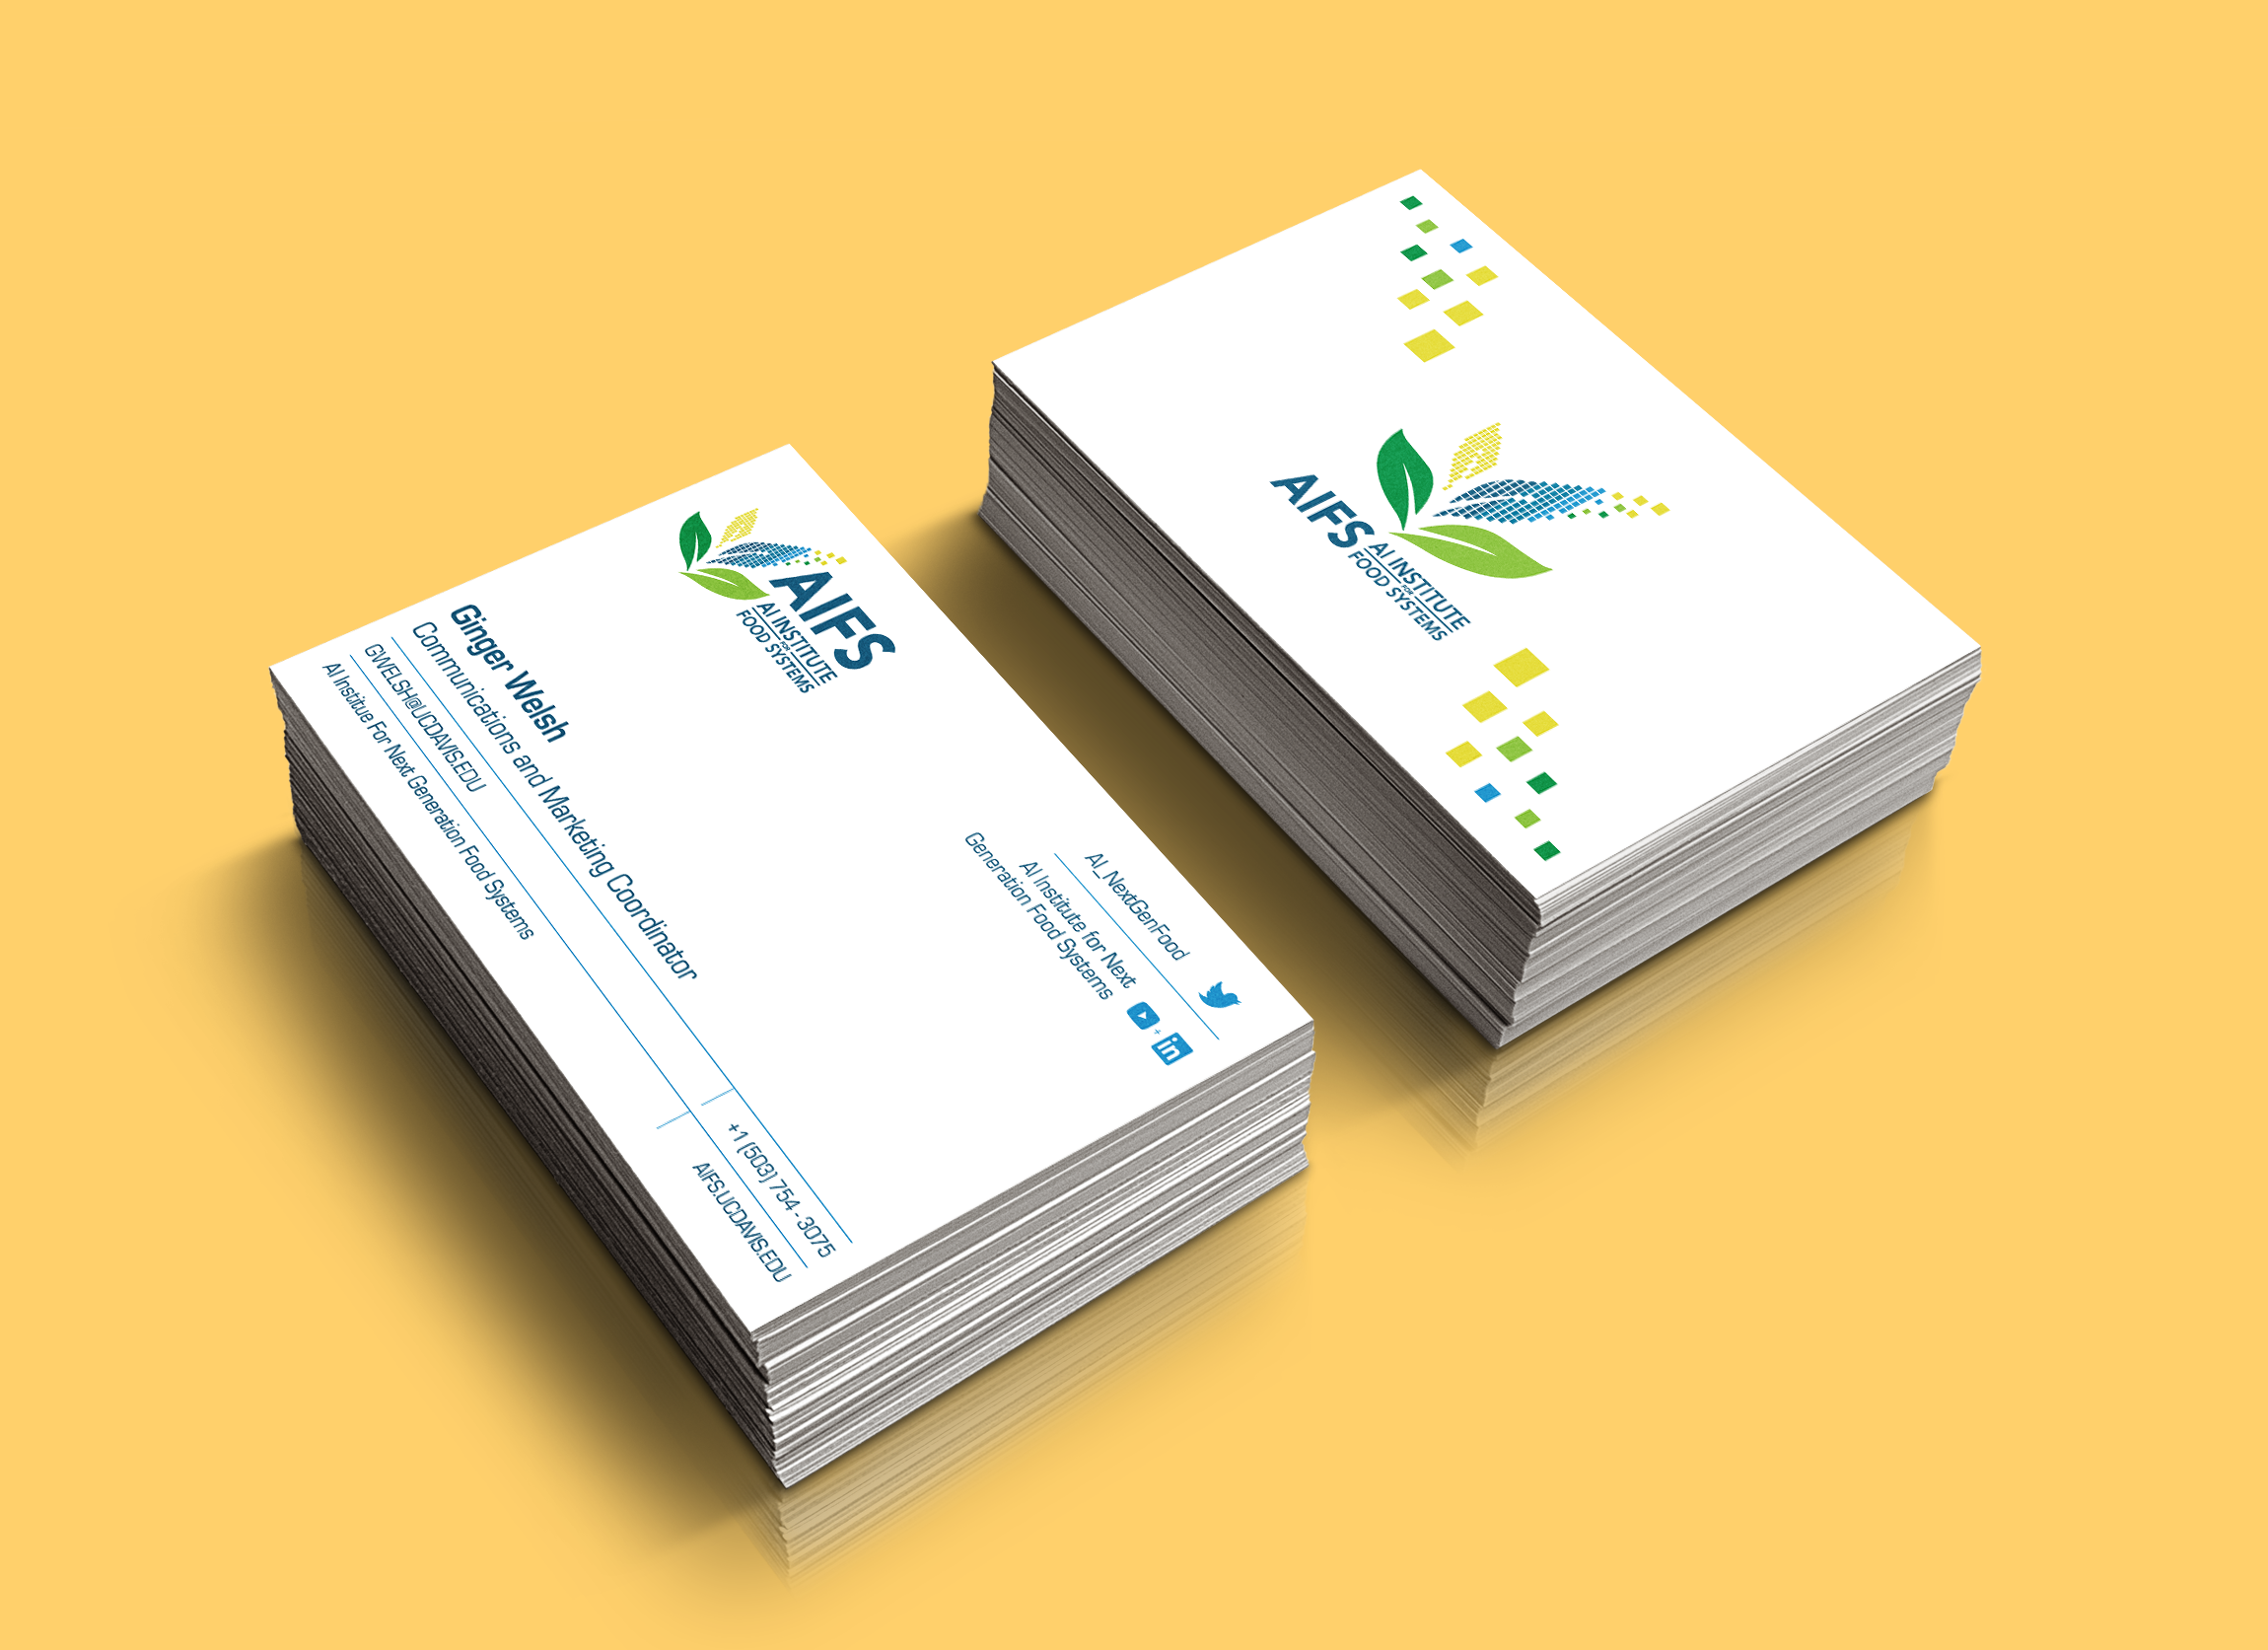 AIFS
AI INSTITUTE
FOR
FOOD SYSTEMS
AI_NextGenFood
AI Institute for Next
Generation Food Systems
+
in
Ginger Welsh
Communications and Marketing Coordinator
GWELSH@UCDAVIS.EDU
+1 (503) 754 - 3075
AI Institue For Next Generation Food Systems
AIFS.UCDAVIS.EDU
AIFS
AI INSTITUTE
FOR
FOOD SYSTEMS